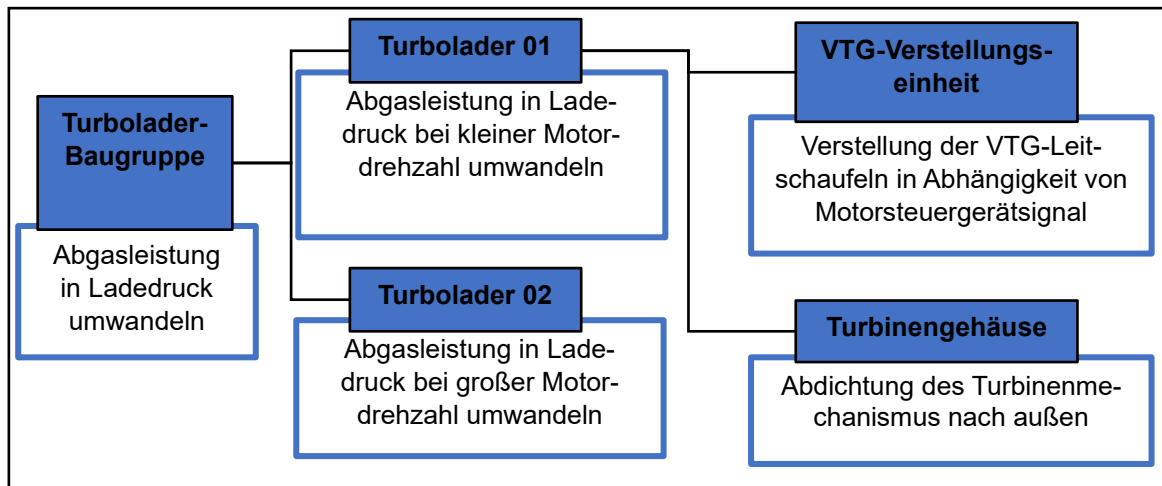 Turbolader-
Baugruppe
Abgasleistung
in Ladedruck
umwandeln
Turbolader 01
Abgasleistung in Lade-
druck bei kleiner Motor-
drehzahl umwandeln
Turbolader 02
Abgasleistung in Lade-
druck bei großer Motor-
drehzahl umwandeln
VTG-Verstellungs-
einheit
Verstellung der VTG-Leit-
schaufeln in Abhängigkeit von
Motorsteuergerätsignal
Turbinengehäuse
Abdichtung des Turbinenme-
chanismus nach außen